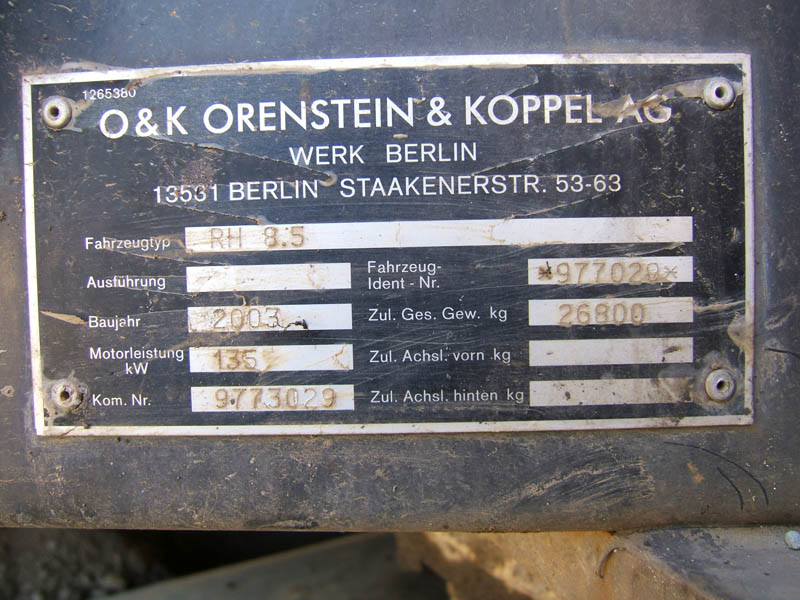 1265380
O&K ORENSTEIN & KOPPEL AG
WERK BERLIN
13581 BERLIN STAAKENERSTR. 53-63
Fahrzeugtyp RH 8.5
Ausführung
Fahrzeug-
Ident - Nr. *977029*
Baujahr 2003
Zul. Ges. Gew. kg 26800
Motorleistung
kW 135
Zul. Achsl. vorn kg
Kom. Nr. 9773029
Zul. Achsl. hinten kg